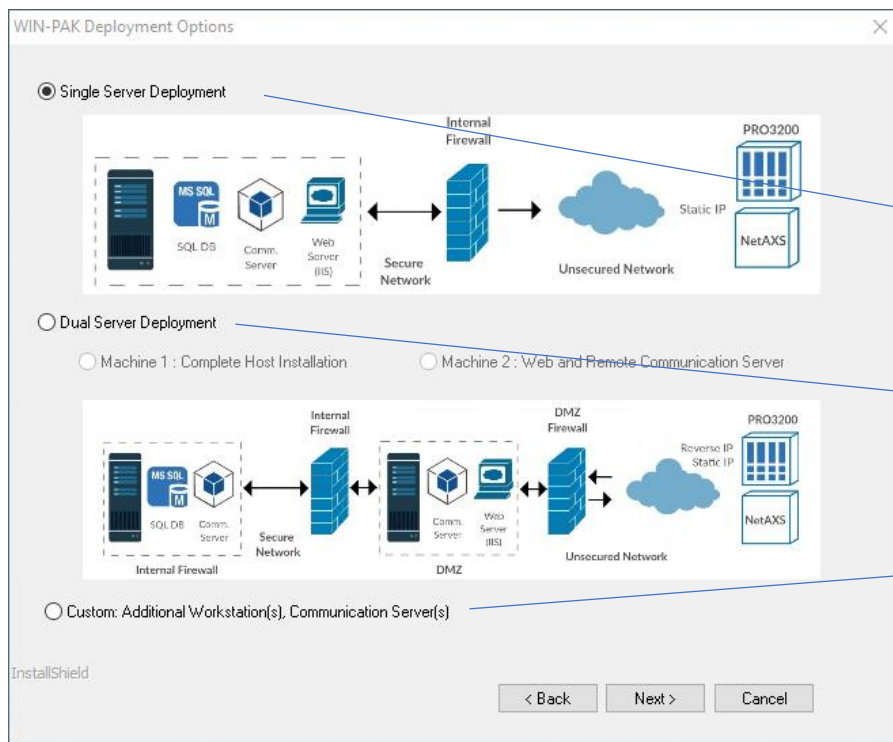 WIN-PAK Deployment Options
Single Server Deployment
Internal
Firewall
PRO3200
MS SQL
M
SQL DB
Comm.
Server
Web
Server
(IIS)
Secure
Network
Unsecured Network
Static IP
NetAXS
Dual Server Deployment
Machine 1 : Complete Host Installation
Machine 2 : Web and Remote Communication Server
Internal
Firewall
DMZ
Firewall
PRO3200
Reverse IP
Static IP
MS SQL
M
SQL DB
Comm.
Server
Secure
Network
Internal Firewall
Comm.
Server
Web
Server
(IIS)
DMZ
Unsecured Network
NetAXS
Custom: Additional Workstation(s), Communication Server(s)
InstallShield
< Back
Next >
Cancel